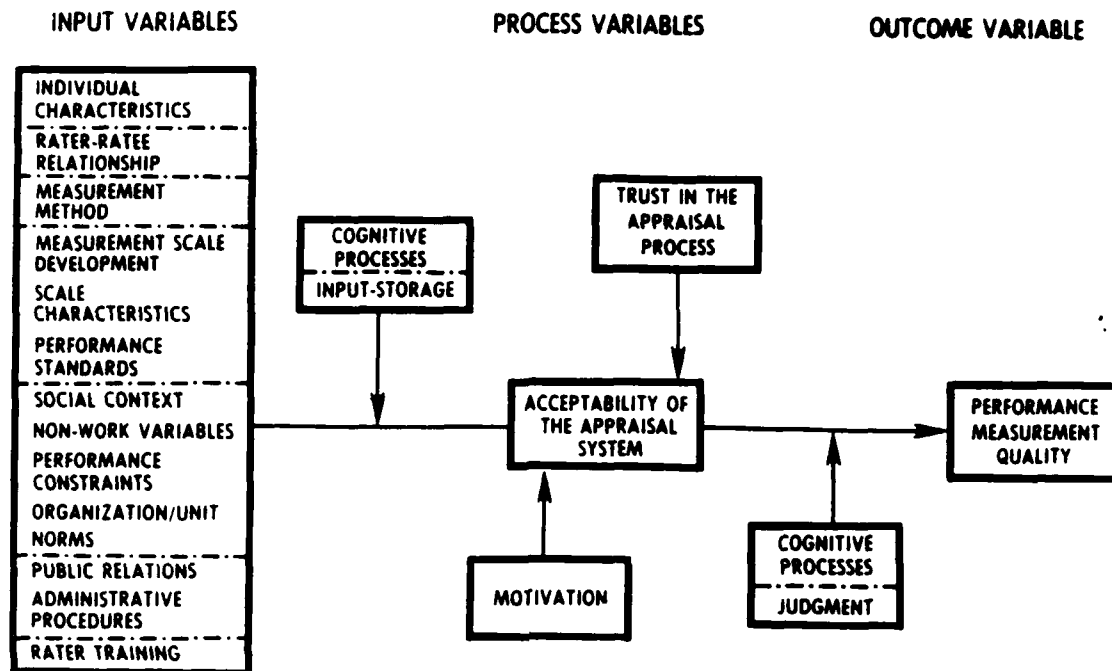 INPUT VARIABLES
PROCESS VARIABLES
OUTCOME VARIABLE
INDIVIDUAL
CHARACTERISTICS
RATER-RATEE
RELATIONSHIP
MEASUREMENT
METHOD
MEASUREMENT SCALE
DEVELOPMENT
SCALE
CHARACTERISTICS
PERFORMANCE
STANDARDS
SOCIAL CONTEXT
NON-WORK VARIABLES
PERFORMANCE
CONSTRAINTS
ORGANIZATION/UNIT
NORMS
PUBLIC RELATIONS
ADMINISTRATIVE
PROCEDURES
RATER TRAINING
COGNITIVE
PROCESSES
INPUT-STORAGE
TRUST IN THE
APPRAISAL
PROCESS
ACCEPTABILITY OF
THE APPRAISAL
SYSTEM
MOTIVATION
COGNITIVE
PROCESSES
JUDGMENT
PERFORMANCE
MEASUREMENT
QUALITY